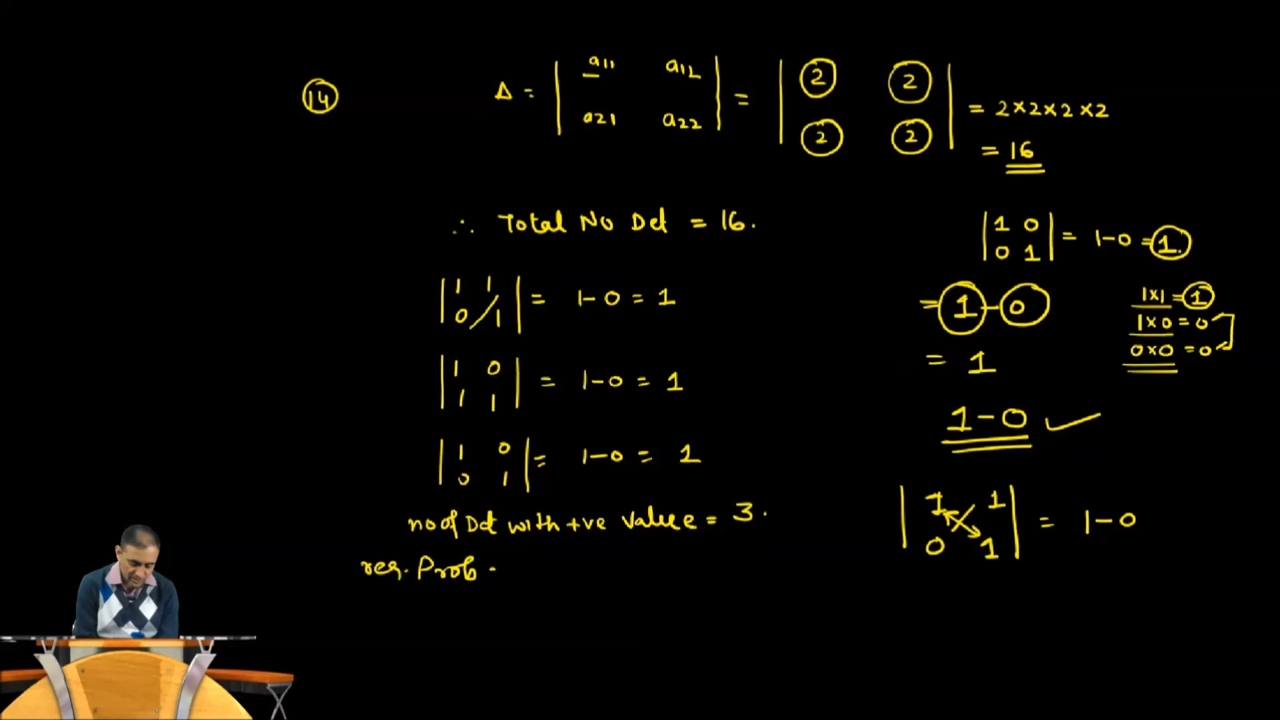 14
Δ = | a11 a12 | = | 2 2 | = 2×2×2×2
| a21 a22 | | 2 2 |
= 16
∴ Total No Det = 16.
| 1 1 | = 1-0 = 1
| 0 1 |
| 1 0 | = 1-0 = 1
| 1 1 |
| 1 0 | = 1-0 = 1
| 0 1 |
no of Det with +ve value = 3.
req. Prob -
| 1 0 | = 1-0 = 1.
| 0 1 |
= 1-0
= 1
1×1 = 1
1×0 = 0
0×0 = 0
1-0 ✓
| 1 1 | = 1-0
| 0 1 |